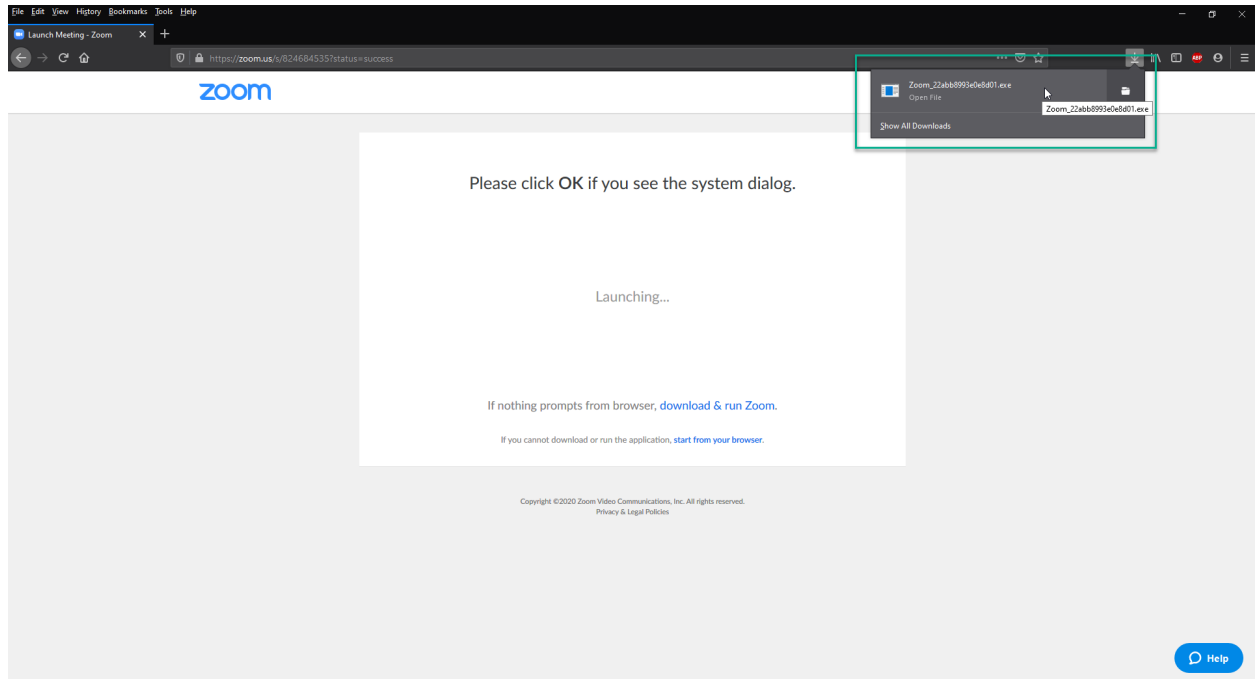 File Edit View History Bookmarks Tools Help
Launch Meeting - Zoom
https://zoom.us/s/824684535?status=success
zoom
Zoom_22abb8993e0e8d01.exe
Open File
Zoom_22abb8993e0e8d01.exe
Show All Downloads
Please click OK if you see the system dialog.
Launching...
If nothing prompts from browser, download & run Zoom.
If you cannot download or run the application, start from your browser.
Copyright ©2020 Zoom Video Communications, Inc. All rights reserved.
Privacy & Legal Policies
Help
ABP